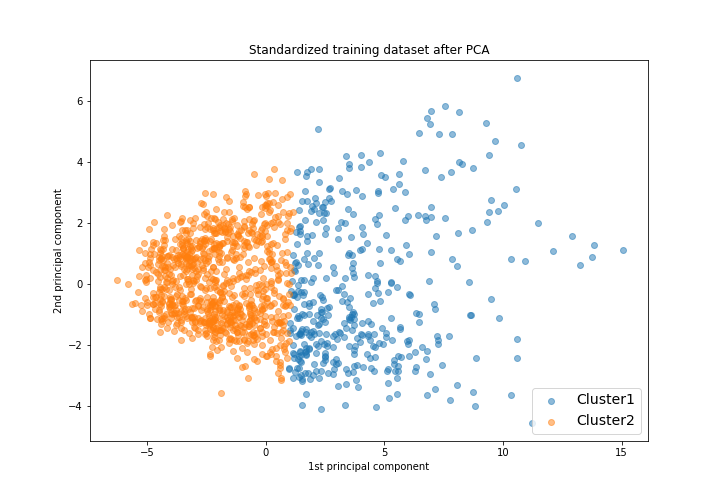 Standardized training dataset after PCA
6
4
2
0
−2
−4
2nd principal component
−5
0
5
10
15
1st principal component
Cluster1
Cluster2